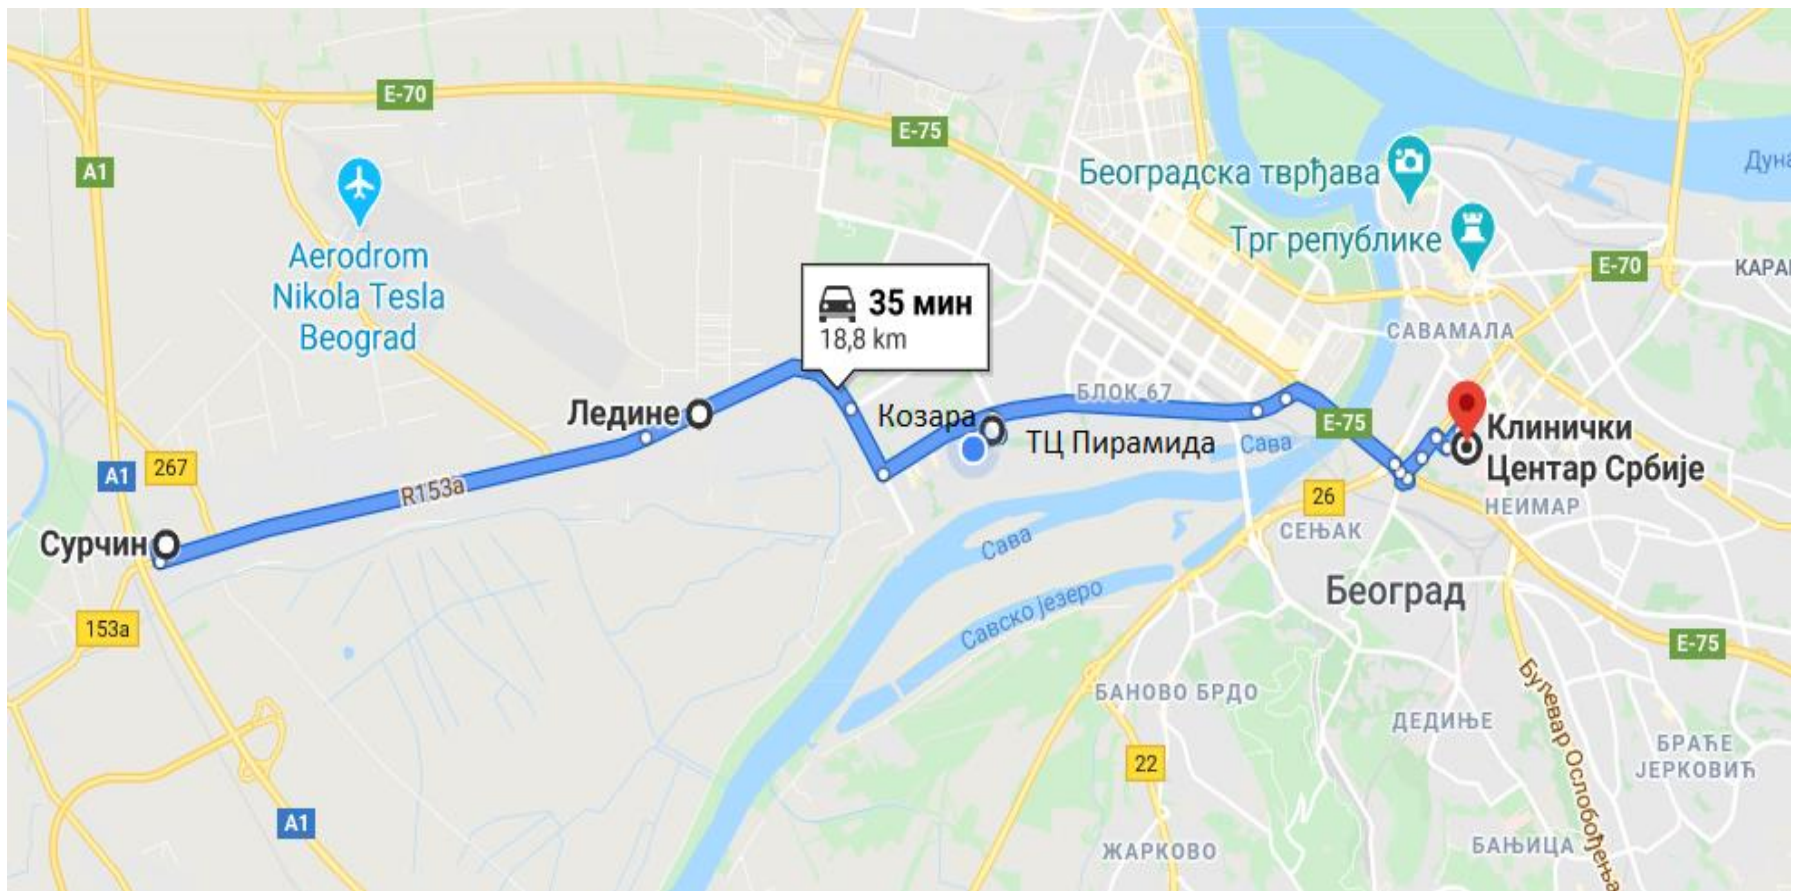 E-70
E-75
A1
Београдска тврђава
Дуна
Трг републике
Aerodrom
Nikola Tesla
Beograd
E-70
КАРАЈ
35 мин
18,8 km
САВАМАЛА
БЛОК 67
Ледине
Козара
E-75
Клинички
Центар Србије
ТЦ Пирамида
Сава
A1
267
R153a
26
НЕИМАР
СЕЊАК
Сурчин
Сава
Београд
Савско језеро
153a
E-75
БАНОВО БРДО
ДЕДИЊЕ
Булевар Ослобођења
БРАЋЕ
ЈЕРКОВИЋ
22
A1
ЖАРКОВО
БАЊИЦА